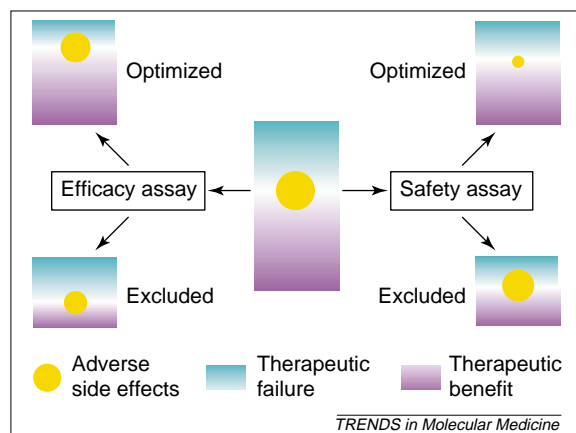 Optimized
Optimized
Efficacy assay
Safety assay
Excluded
Excluded
Adverse
side effects
Therapeutic
failure
Therapeutic
benefit
TRENDS in Molecular Medicine